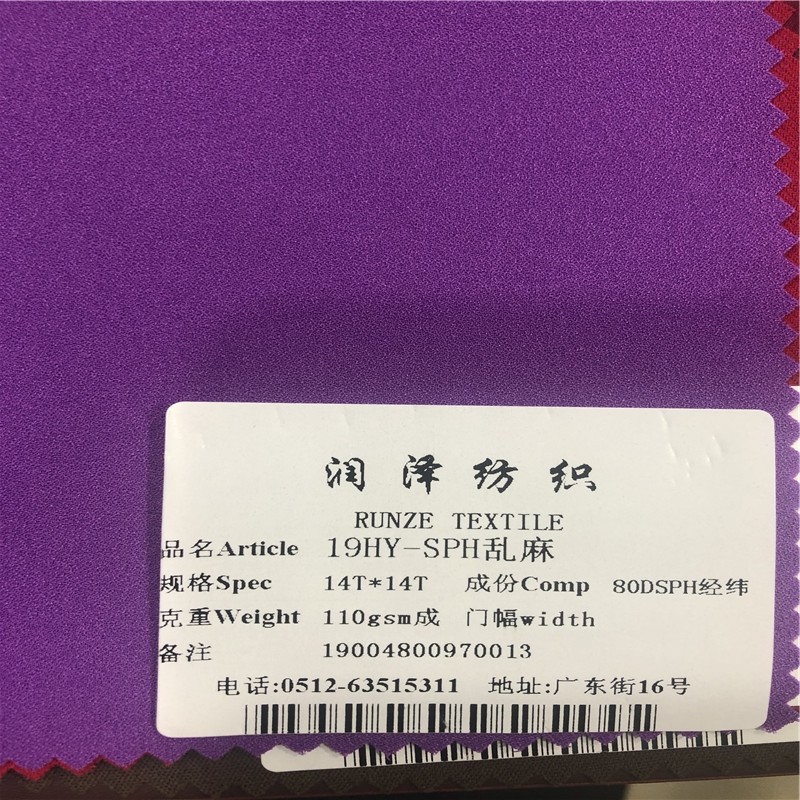 润泽纺织
RUNZE TEXTILE
品名Article 19HY-SPH乱麻
规格Spec 14T*14T 成份Comp 80DSPH经纬
克重Weight 110gsm成 门幅width
备注 19004800970013
电话:0512-63515311 地址:广东街16号